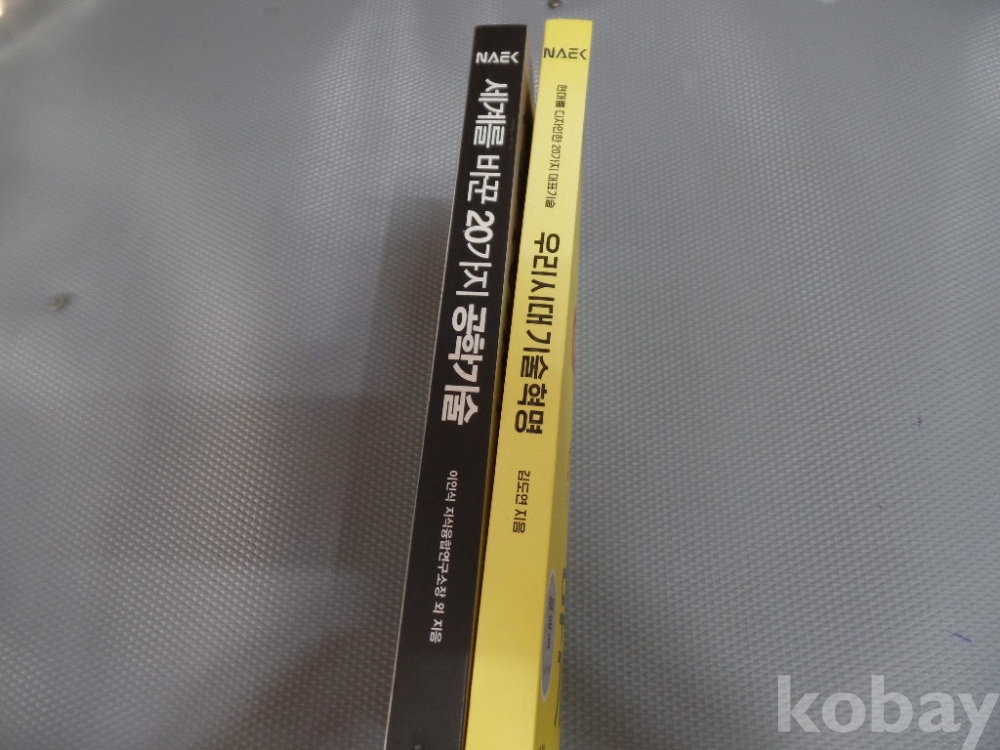 NAEK
세계를 바꾼 20가지 공학기술
이인식 지식융합연구소장 외 지음
NAEK
현대를 디자인한 20가지 대표기술
우리시대 기술혁명
김도연 지음
kobay